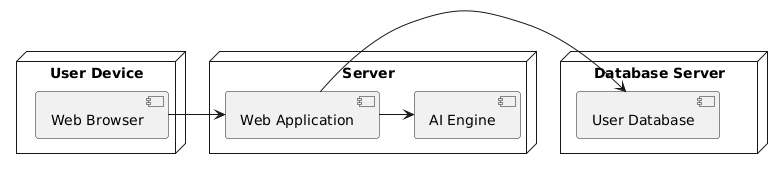 User Device
Web Browser
Server
Web Application
AI Engine
Database Server
User Database